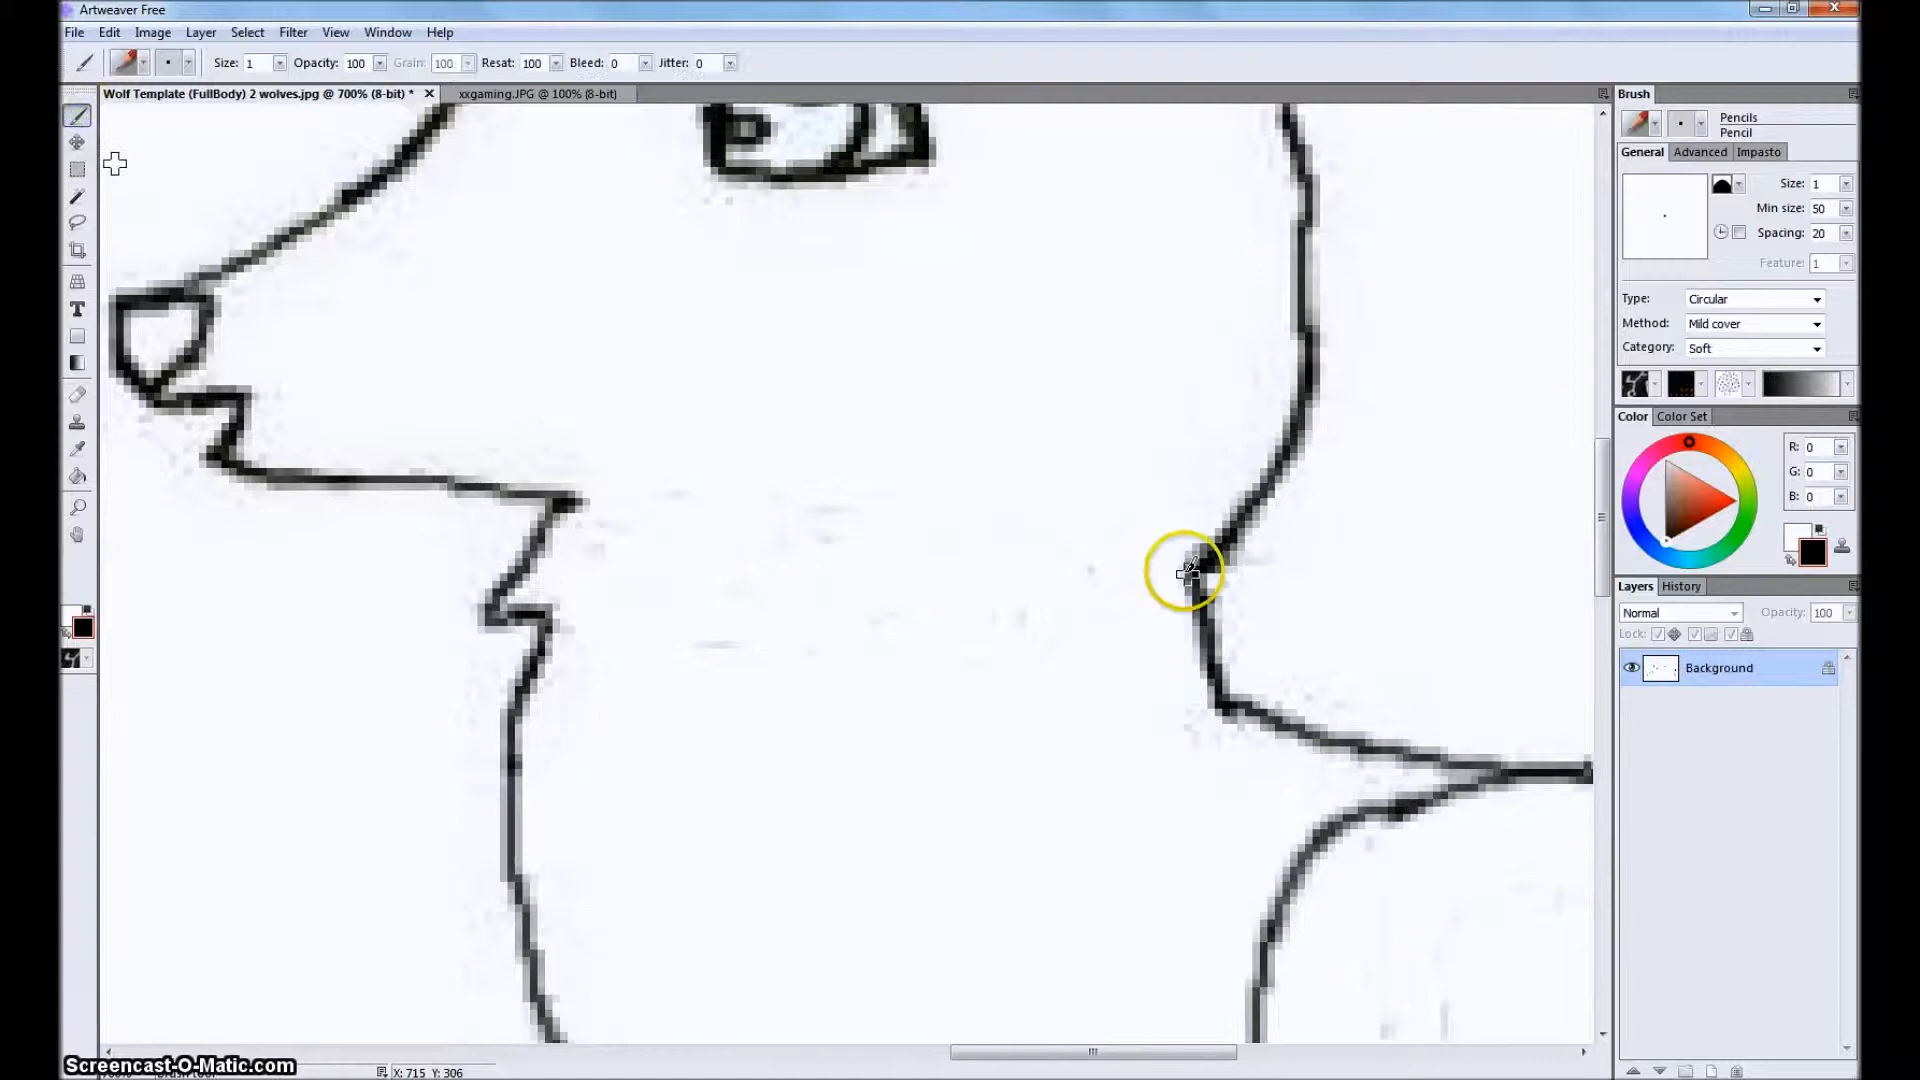 Artweaver Free
File Edit Image Layer Select Filter View Window Help
Size: 1 Opacity: 100 Grain: 100 Resat: 100 Bleed: 0 Jitter: 0
Wolf Template (FullBody) 2 wolves.jpg @ 700% (8-bit) * xxgaming.JPG @ 100% (8-bit)
Brush
Pencils
Pencil
General Advanced Impasto
Size: 1
Min size: 50
Spacing: 20
Feature: 1
Type: Circular
Method: Mild cover
Category: Soft
Color Color Set
R: 0
G: 0
B: 0
Layers History
Normal Opacity: 100
Lock:
Background
Screencast-O-Matic.com
X: 715 Y: 306